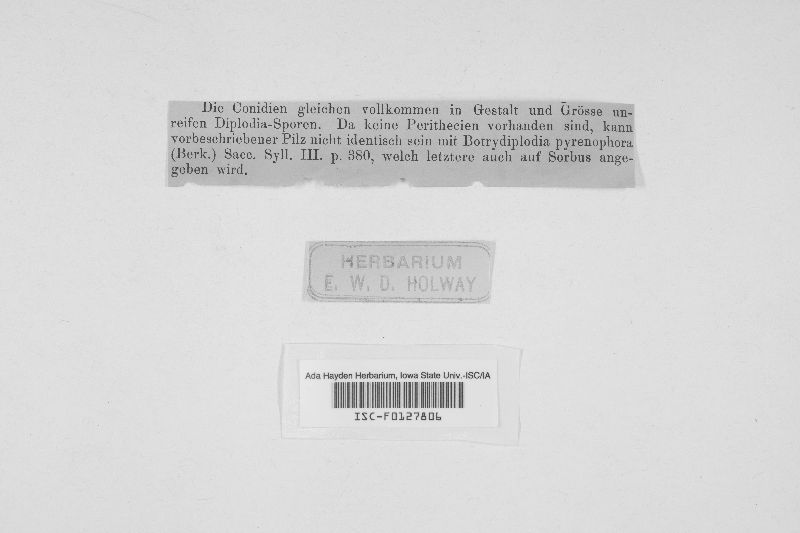 Die Conidien gleichen vollkommen in Gestalt und Grösse un-
reifen Diplodia-Sporen. Da keine Perithecien vorhanden sind, kann
vorbeschriebener Pilz nicht identisch sein mit Botrydiplodia pyrenophora
(Berk.) Sacc. Syll. III. p. 380, welch letztere auch auf Sorbus ange-
geben wird.
HERBARIUM
E. W. D. HOLWAY
Ada Hayden Herbarium, Iowa State Univ.-ISC/IA
ISC-F0127806